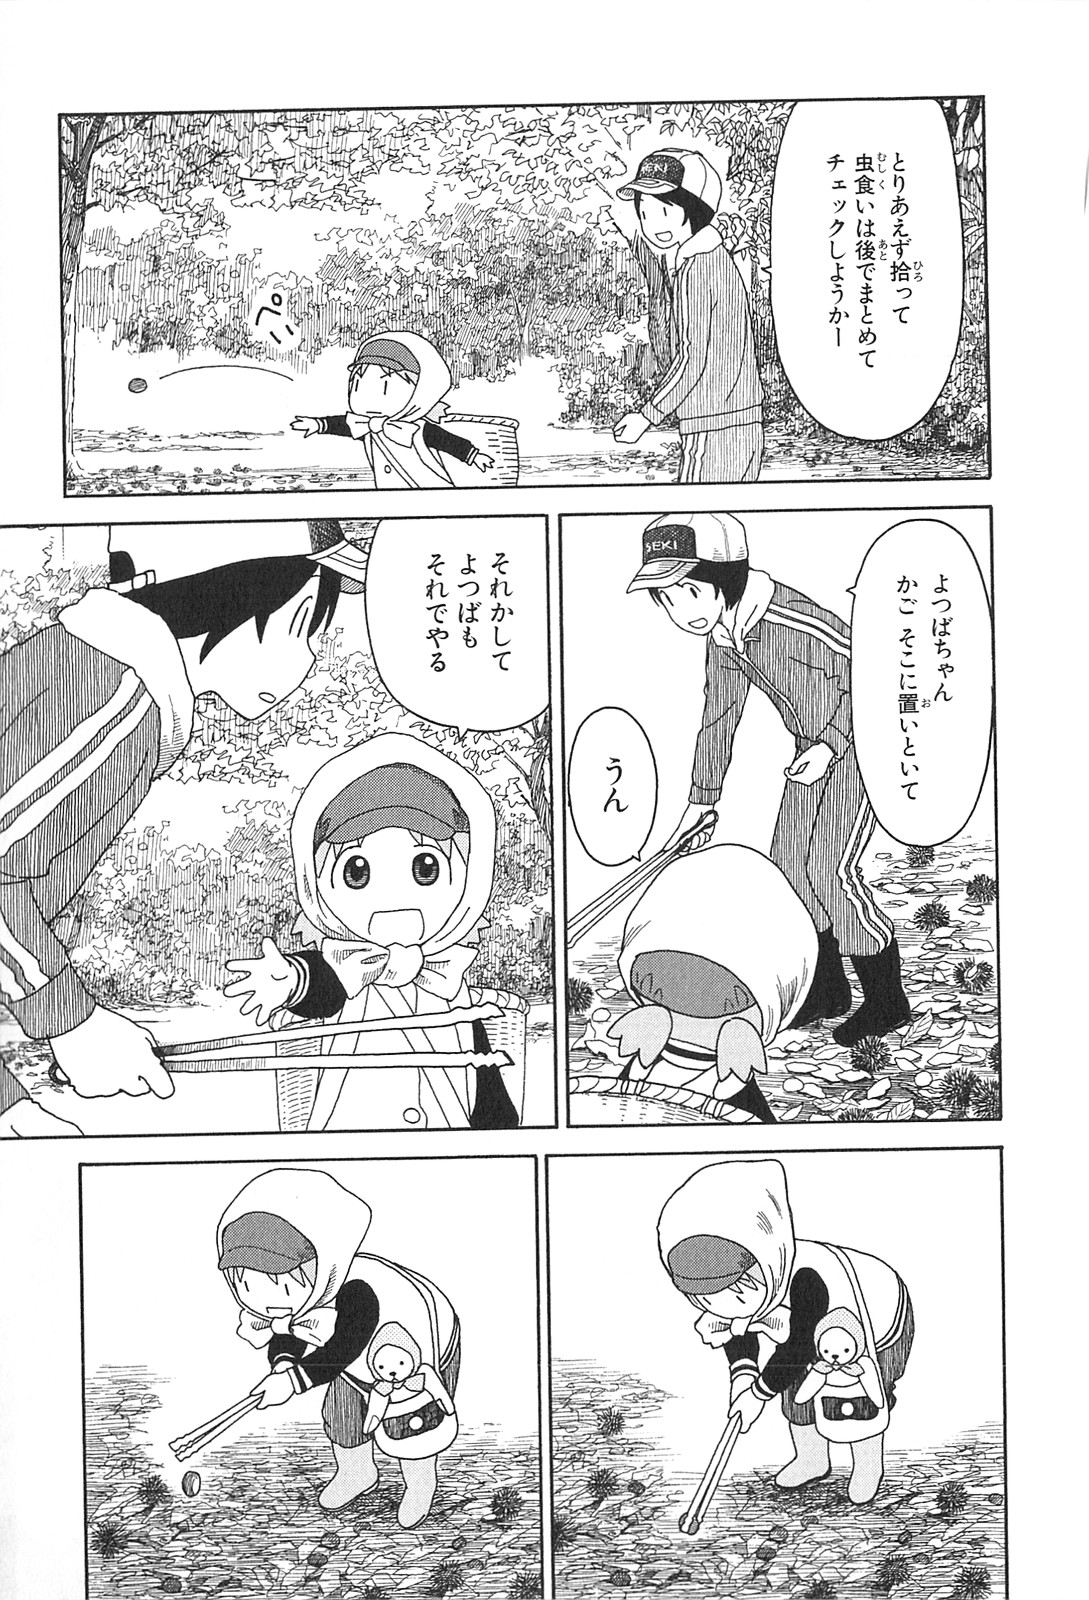 とりあえず拾って
虫食いは後でまとめて
チェックしようかー
ペーい
SEKI
よつばちゃん
かご そこに置いといて
うん
それかして
よつばも
それでやる